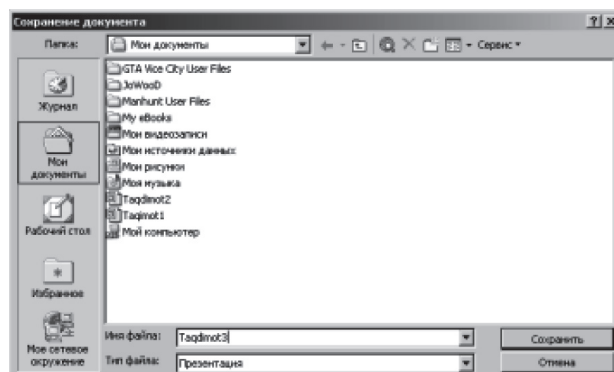 Сохранение документа
Папка: Мои документы Сервис
GTA Vice City User Files
JoWooD
Manhunt User Files
My eBooks
Мои видеозаписи
Мои источники данных
Мои рисунки
Моя музыка
Taqdimot2
Taqimot1
Мой компьютер
Журнал
Мои
документы
Рабочий стол
Избранное
Мое сетевое
окружение
Имя файла: Taqdimot3 Сохранить
Тип файла: Презентация Отмена